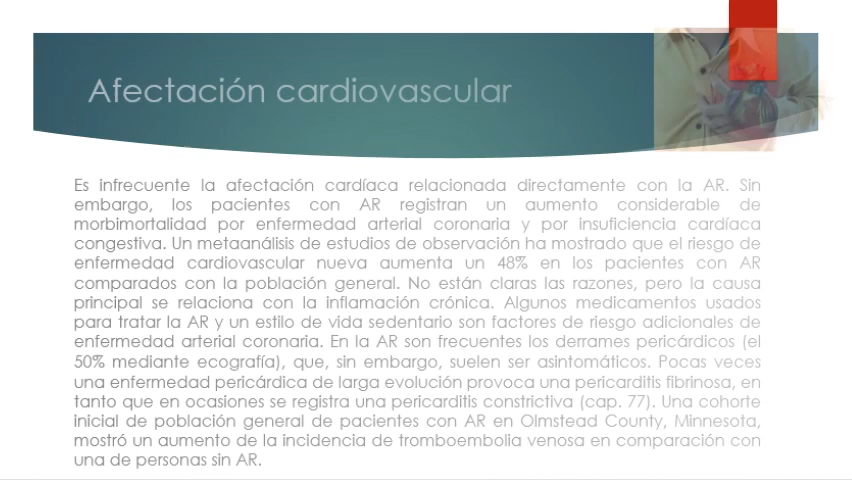 Afectación cardiovascular
Es infrecuente la afectación cardíaca relacionada directamente con la AR. Sin
embargo, los pacientes con AR registran un aumento considerable de
morbimortalidad por enfermedad arterial coronaria y por insuficiencia cardíaca
congestiva. Un metaanálisis de estudios de observación ha mostrado que el riesgo de
enfermedad cardiovascular nueva aumenta un 48% en los pacientes con AR
comparados con la población general. No están claras las razones, pero la causa
principal se relaciona con la inflamación crónica. Algunos medicamentos usados
para tratar la AR y un estilo de vida sedentario son factores de riesgo adicionales de
enfermedad arterial coronaria. En la AR son frecuentes los derrames pericárdicos (el
50% mediante ecografía), que, sin embargo, suelen ser asintomáticos. Pocas veces
una enfermedad pericárdica de larga evolución provoca una pericarditis fibrinosa, en
tanto que en ocasiones se registra una pericarditis constrictiva (cap. 77). Una cohorte
inicial de población general de pacientes con AR en Olmstead County, Minnesota,
mostró un aumento de la incidencia de tromboembolia venosa en comparación con
una de personas sin AR.